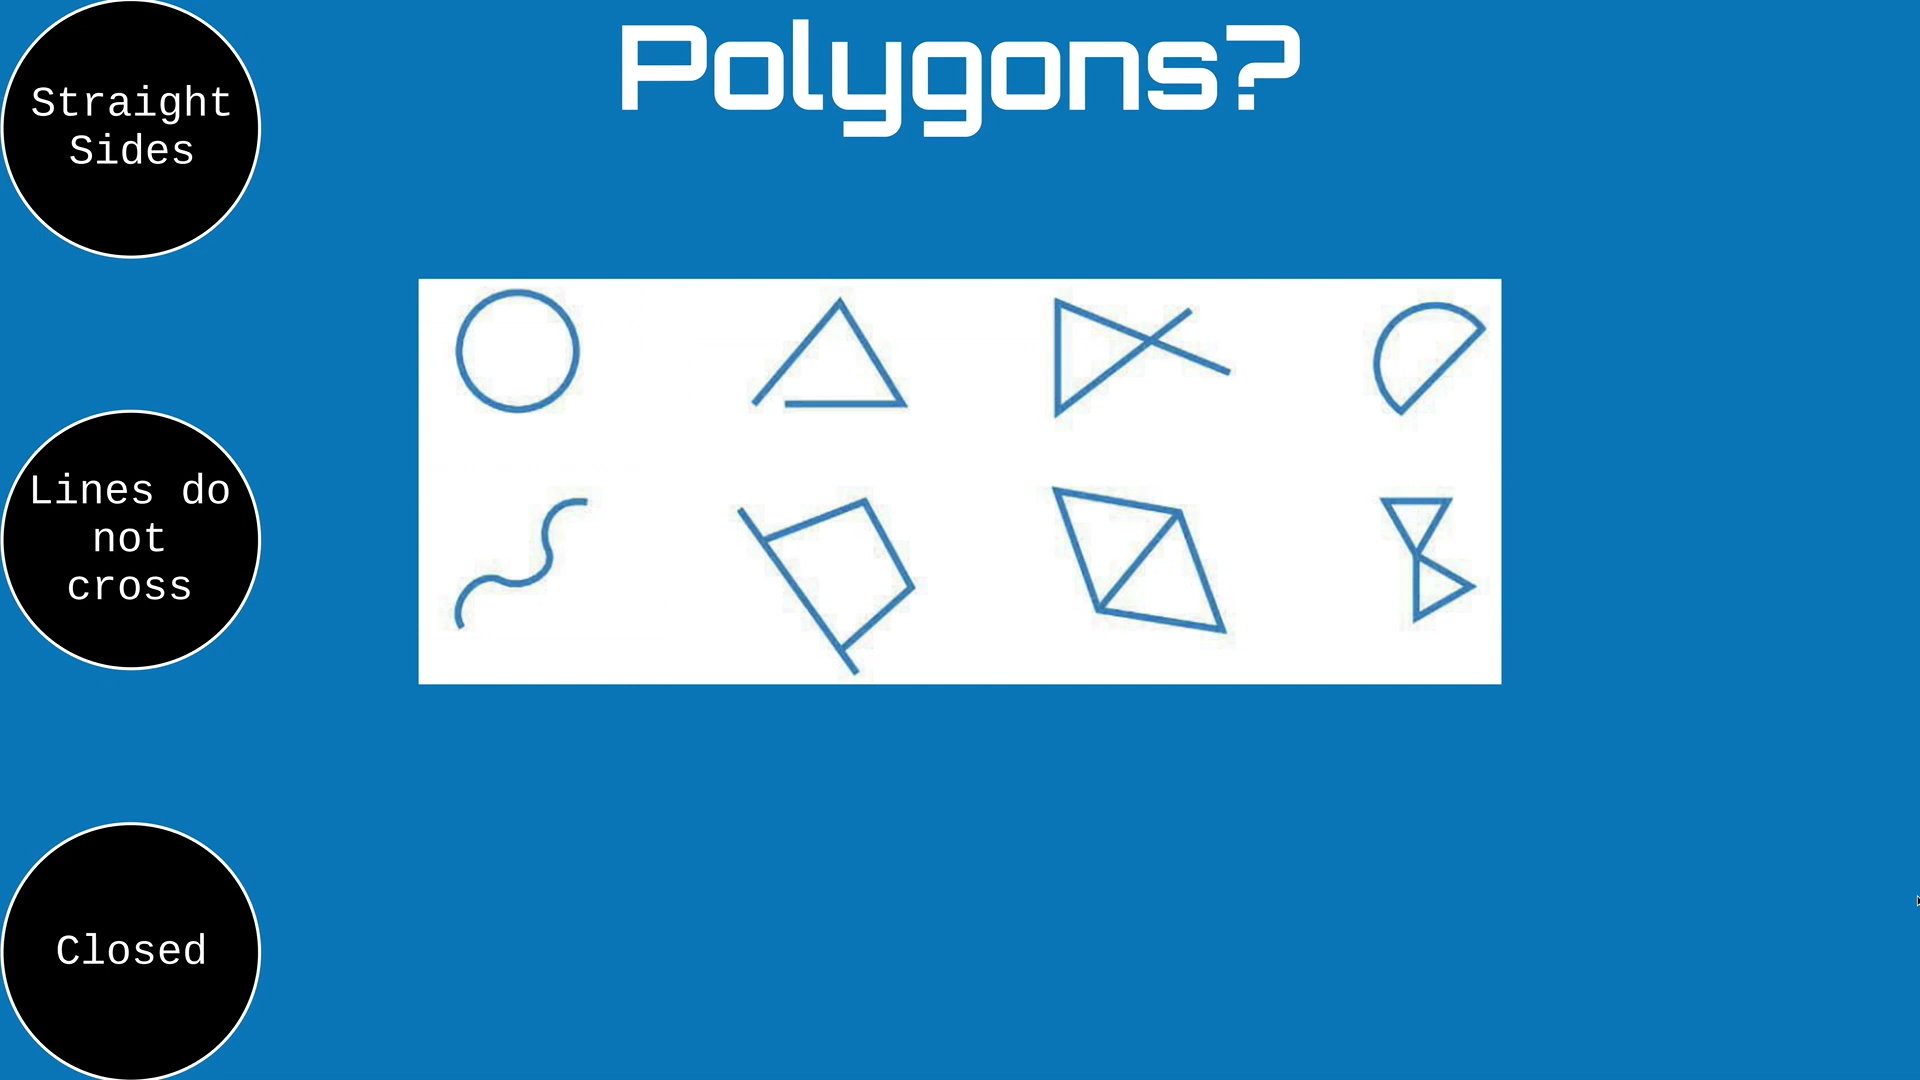 Polygons?
Straight
Sides
Lines do
not
cross
Closed